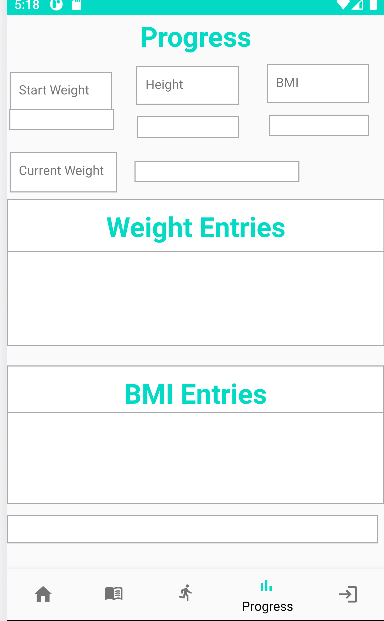 5:18
Progress
Start Weight
Height
BMI
Current Weight
Weight Entries
BMI Entries
Progress